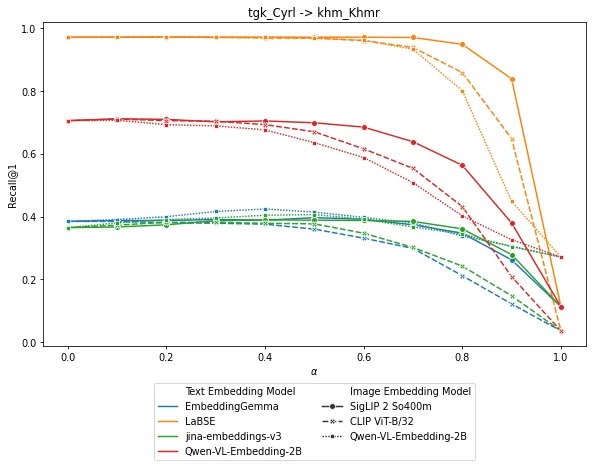 tgk_Cyrl -> khm_Khmr
1.0
0.8
0.6
0.4
0.2
0.0
Recall@1
0.0 0.2 0.4 0.6 0.8 1.0
α
Text Embedding Model
EmbeddingGemma
LaBSE
jina-embeddings-v3
Qwen-VL-Embedding-2B
Image Embedding Model
SigLIP 2 So400m
CLIP ViT-B/32
Qwen-VL-Embedding-2B